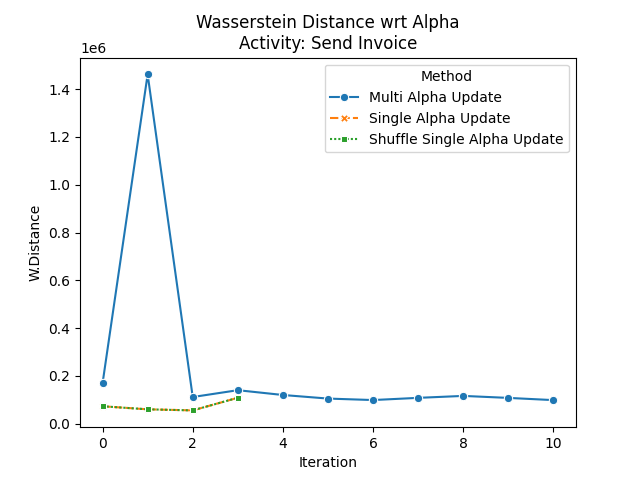 Wasserstein Distance wrt Alpha
Activity: Send Invoice
1e6
Method
Multi Alpha Update
Single Alpha Update
Shuffle Single Alpha Update
W.Distance
1.4
1.2
1.0
0.8
0.6
0.4
0.2
0.0
0 2 4 6 8 10
Iteration